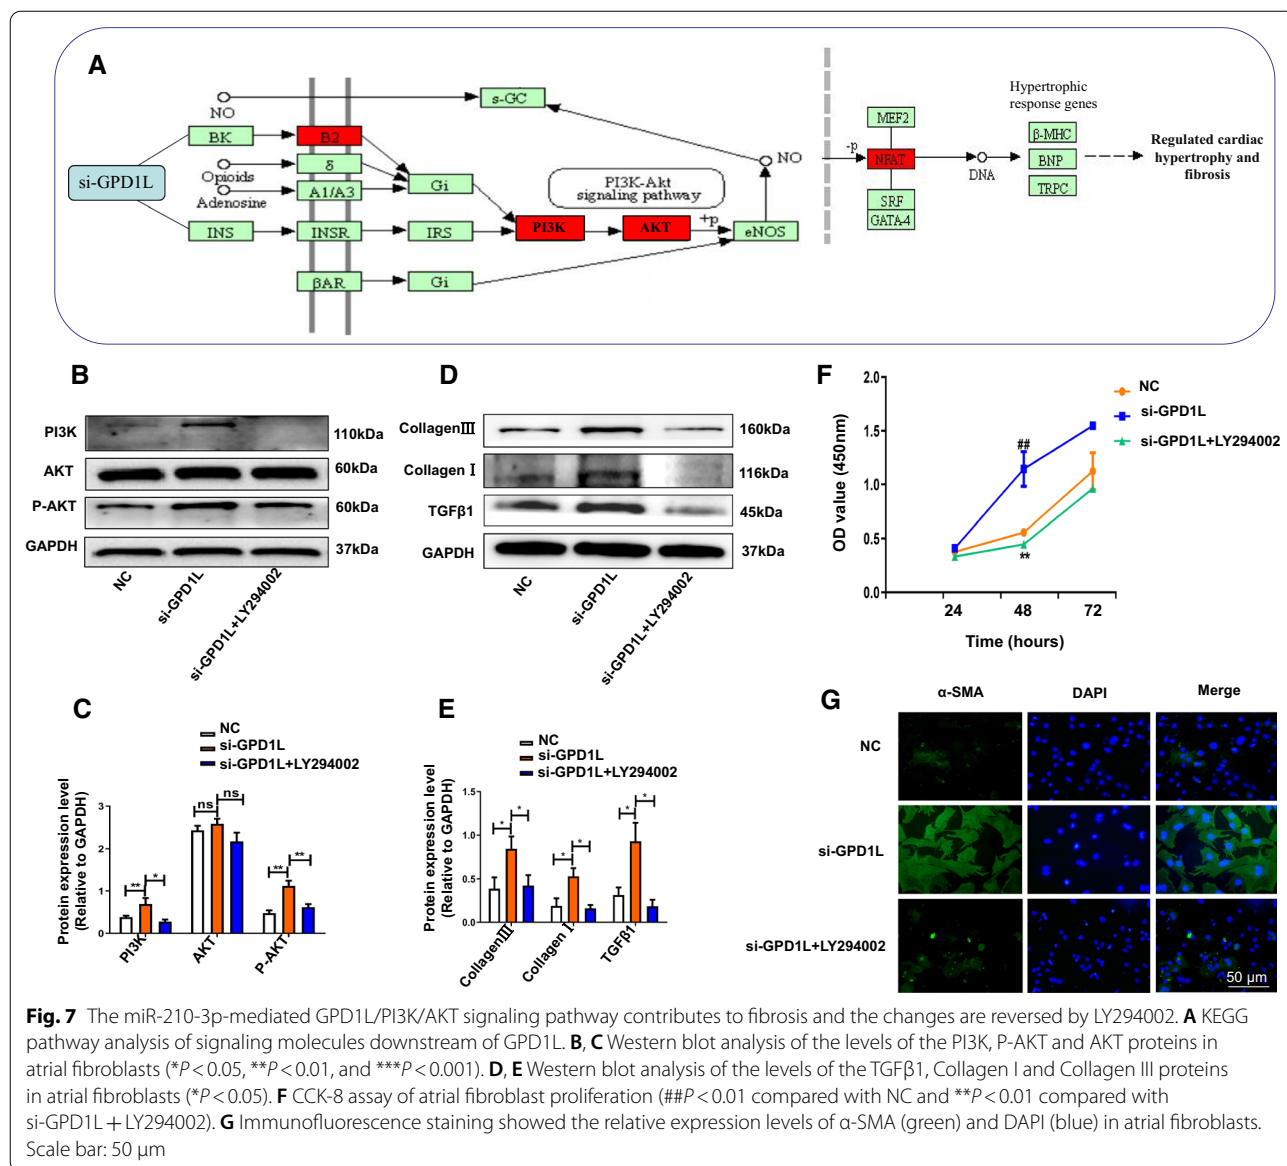 A
NO
s-GC
BK
B2
δ
Opioids
Adenosine
A1/A3
Gi
si-GPD1L
INS
INSR
IRS
PI3K
AKT
+p
eNOS
NO
PI3K-Akt
signaling pathway
βAR
Gi
-p
MEF2
NFAT
SRF
GATA-4
DNA
Hypertrophic
response genes
β-MHC
BNP
TRPC
Regulated cardiac
hypertrophy and
fibrosis
B
PI3K
110kDa
AKT
60kDa
P-AKT
60kDa
GAPDH
37kDa
NC
si-GPD1L
si-GPD1L+LY294002
D
CollagenⅢ
160kDa
Collagen Ⅰ
116kDa
TGFβ1
45kDa
GAPDH
37kDa
NC
si-GPD1L
si-GPD1L+LY294002
F
OD value (450nm)
2.0
1.5
1.0
0.5
0.0
##
**
24
48
72
Time (hours)
NC
si-GPD1L
si-GPD1L+LY294002
C
NC
si-GPD1L
si-GPD1L+LY294002
Protein expression level
(Relative to GAPDH)
3
2
1
0
**
*
ns
ns
**
**
PI3K
AKT
P-AKT
E
NC
si-GPD1L
si-GPD1L+LY294002
Protein expression level
(Relative to GAPDH)
1.5
1.0
0.5
0.0
*
*
*
*
*
*
CollagenⅢ
Collagen Ⅰ
TGFβ1
G
α-SMA
DAPI
Merge
NC
si-GPD1L
si-GPD1L+LY294002
50 μm
Fig. 7 The miR-210-3p-mediated GPD1L/PI3K/AKT signaling pathway contributes to fibrosis and the changes are reversed by LY294002. A KEGG
pathway analysis of signaling molecules downstream of GPD1L. B, C Western blot analysis of the levels of the PI3K, P-AKT and AKT proteins in
atrial fibroblasts (*P < 0.05, **P < 0.01, and ***P < 0.001). D, E Western blot analysis of the levels of the TGFβ1, Collagen I and Collagen III proteins
in atrial fibroblasts (*P < 0.05). F CCK-8 assay of atrial fibroblast proliferation (##P < 0.01 compared with NC and **P < 0.01 compared with
si-GPD1L + LY294002). G Immunofluorescence staining showed the relative expression levels of α-SMA (green) and DAPI (blue) in atrial fibroblasts.
Scale bar: 50 μm